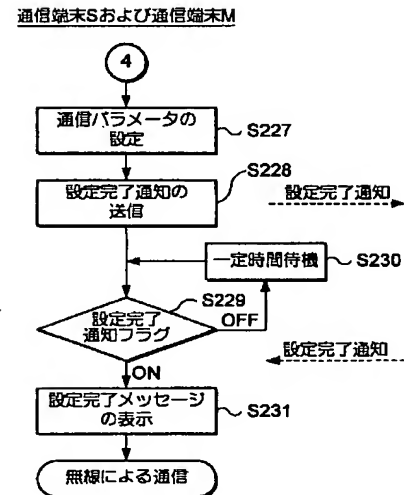 通信端末Sおよび通信端末M
4
通信パラメータの
設定
S227
S228
設定完了通知の
送信
設定完了通知
一定時間待機
S230
S229
設定完了
通知フラグ
OFF
設定完了通知
ON
設定完了メッセージ
の表示
S231
無線による通信